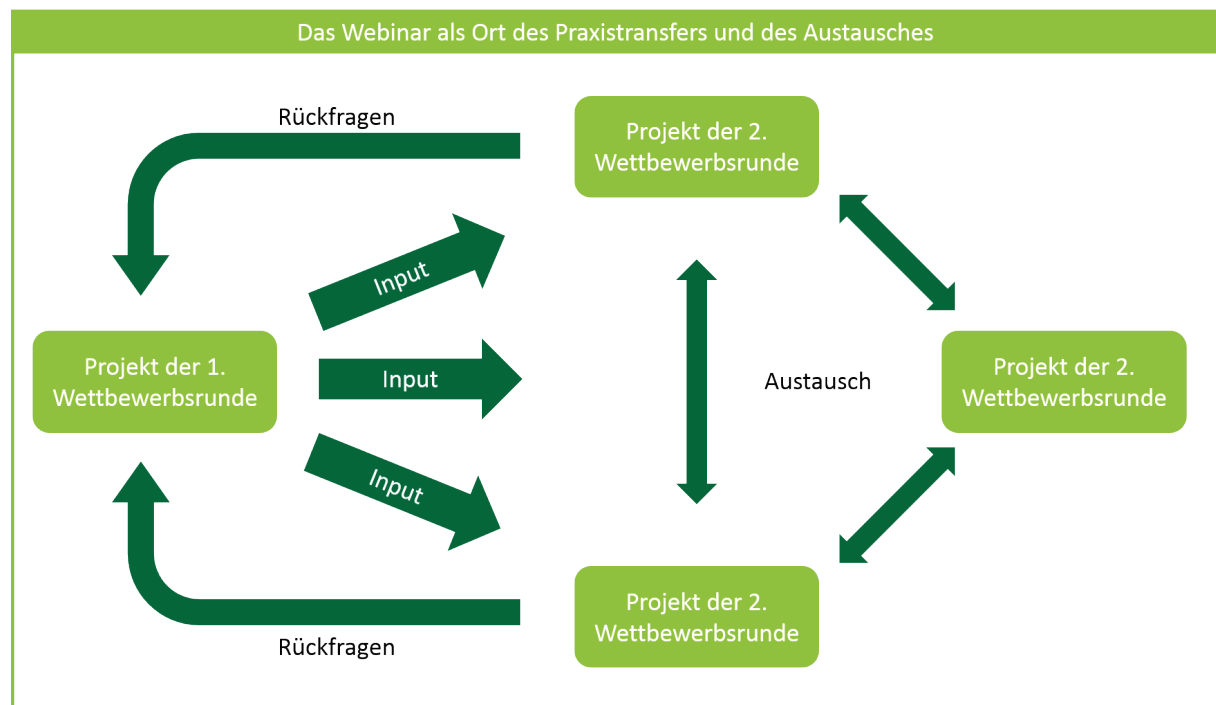 Das Webinar als Ort des Praxistransfers und des Austausches
Rückfragen
Projekt der 2.
Wettbewerbsrunde
Input
Projekt der 1.
Wettbewerbsrunde
Input
Austausch
Projekt der 2.
Wettbewerbsrunde
Input
Projekt der 2.
Wettbewerbsrunde
Rückfragen